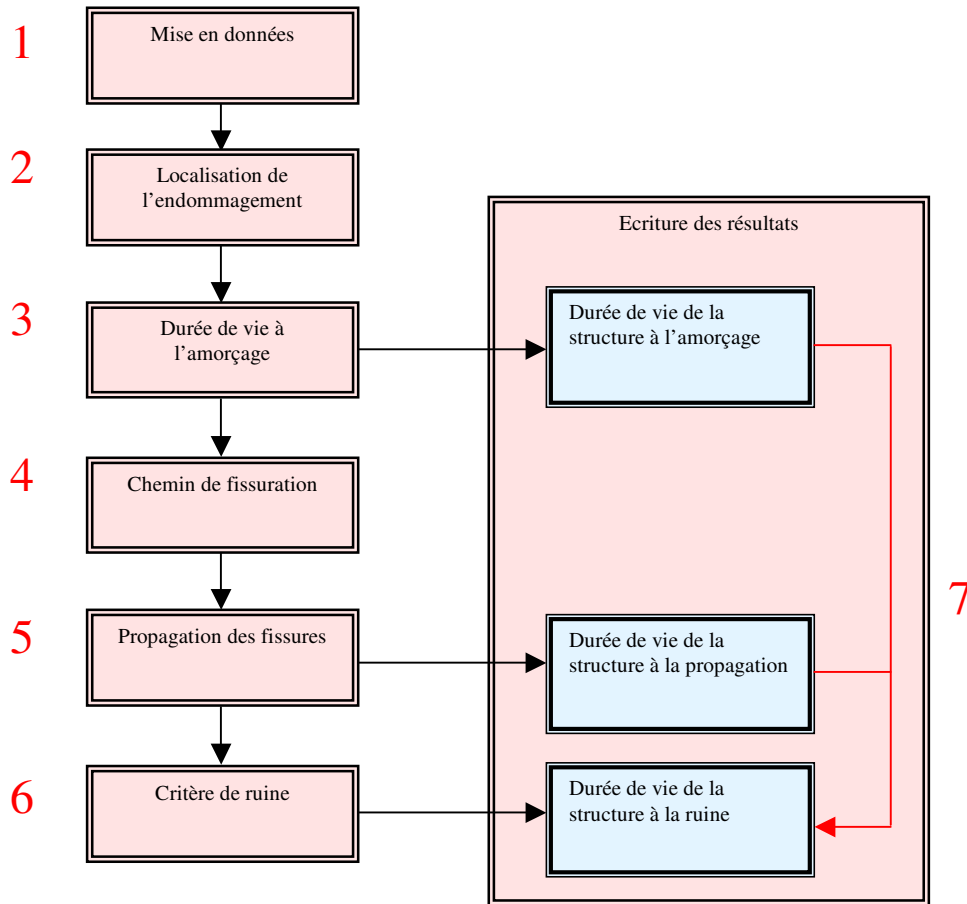 1
Mise en données
2
Localisation de
l'endommagement
Ecriture des résultats
3
Durée de vie à
l'amorçage
Durée de vie de la
structure à l'amorçage
4
Chemin de fissuration
5
Propagation des fissures
Durée de vie de la
structure à la propagation
7
6
Critère de ruine
Durée de vie de la
structure à la ruine